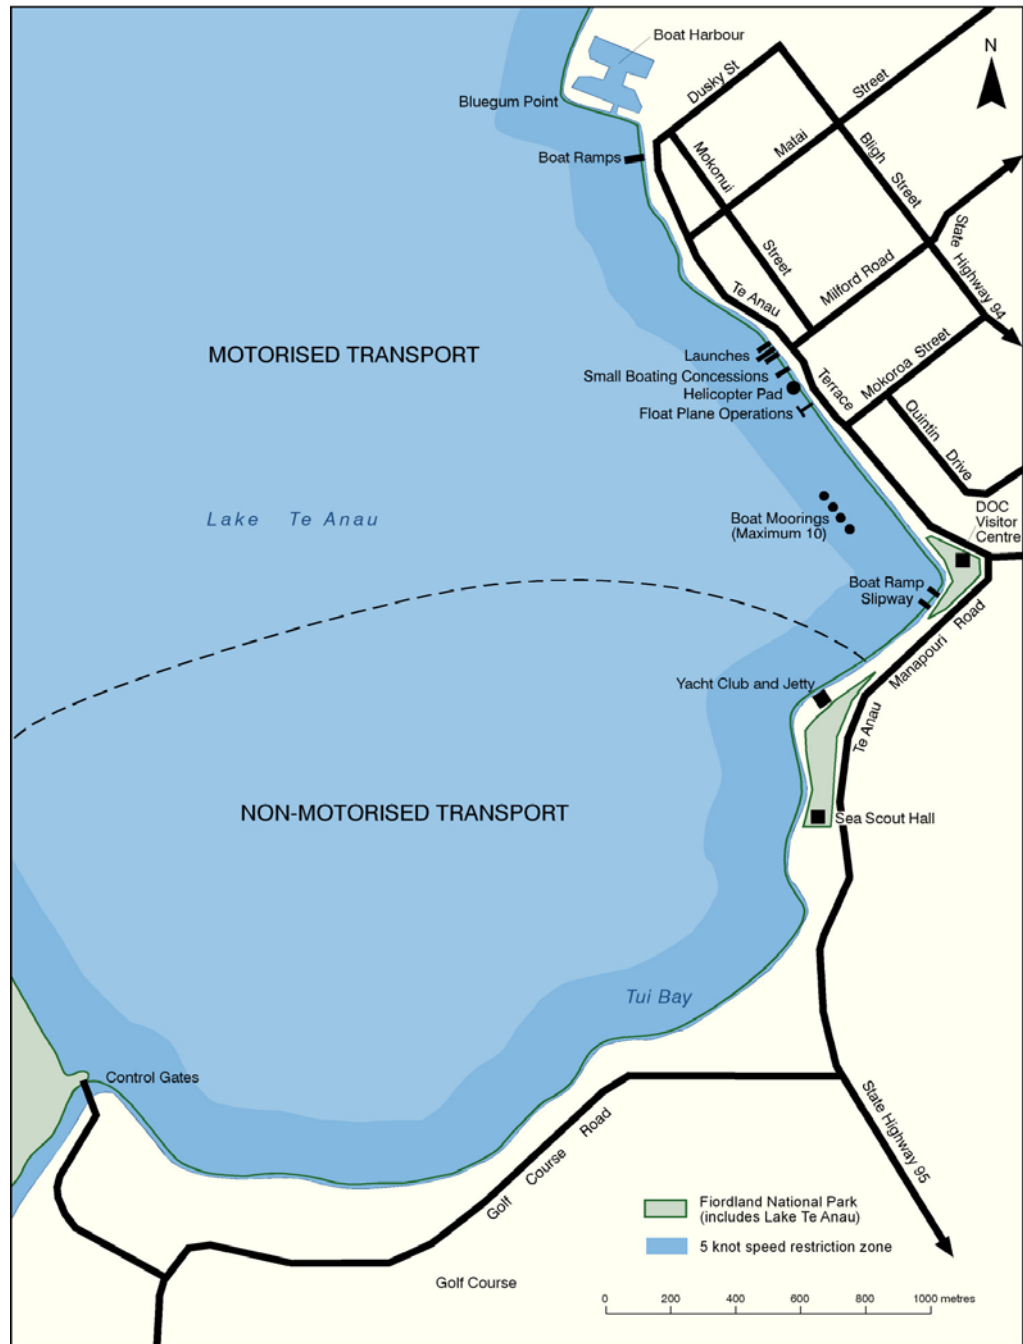 Boat Harbour
N
Dusky St
Street
Bluegum Point
Matai
Bligh
Boat Ramps
Mokonui
Street
State
Highway 94
Street
Milford Road
Te Anau
MOTORISED TRANSPORT
Launches
Small Boating Concessions
Helicopter Pad
Float Plane Operations
Terrace
Mokoroa Street
Quintin
Drive
Lake Te Anau
Boat Moorings
(Maximum 10)
DOC
Visitor
Centre
Boat Ramp
Slipway
Manapouri Road
Te Anau
Yacht Club and Jetty
NON-MOTORISED TRANSPORT
Sea Scout Hall
Tui Bay
Control Gates
State Highway 95
Golf Course Road
Fiordland National Park
(includes Lake Te Anau)
5 knot speed restriction zone
Golf Course
0 200 400 600 800 1000 metres